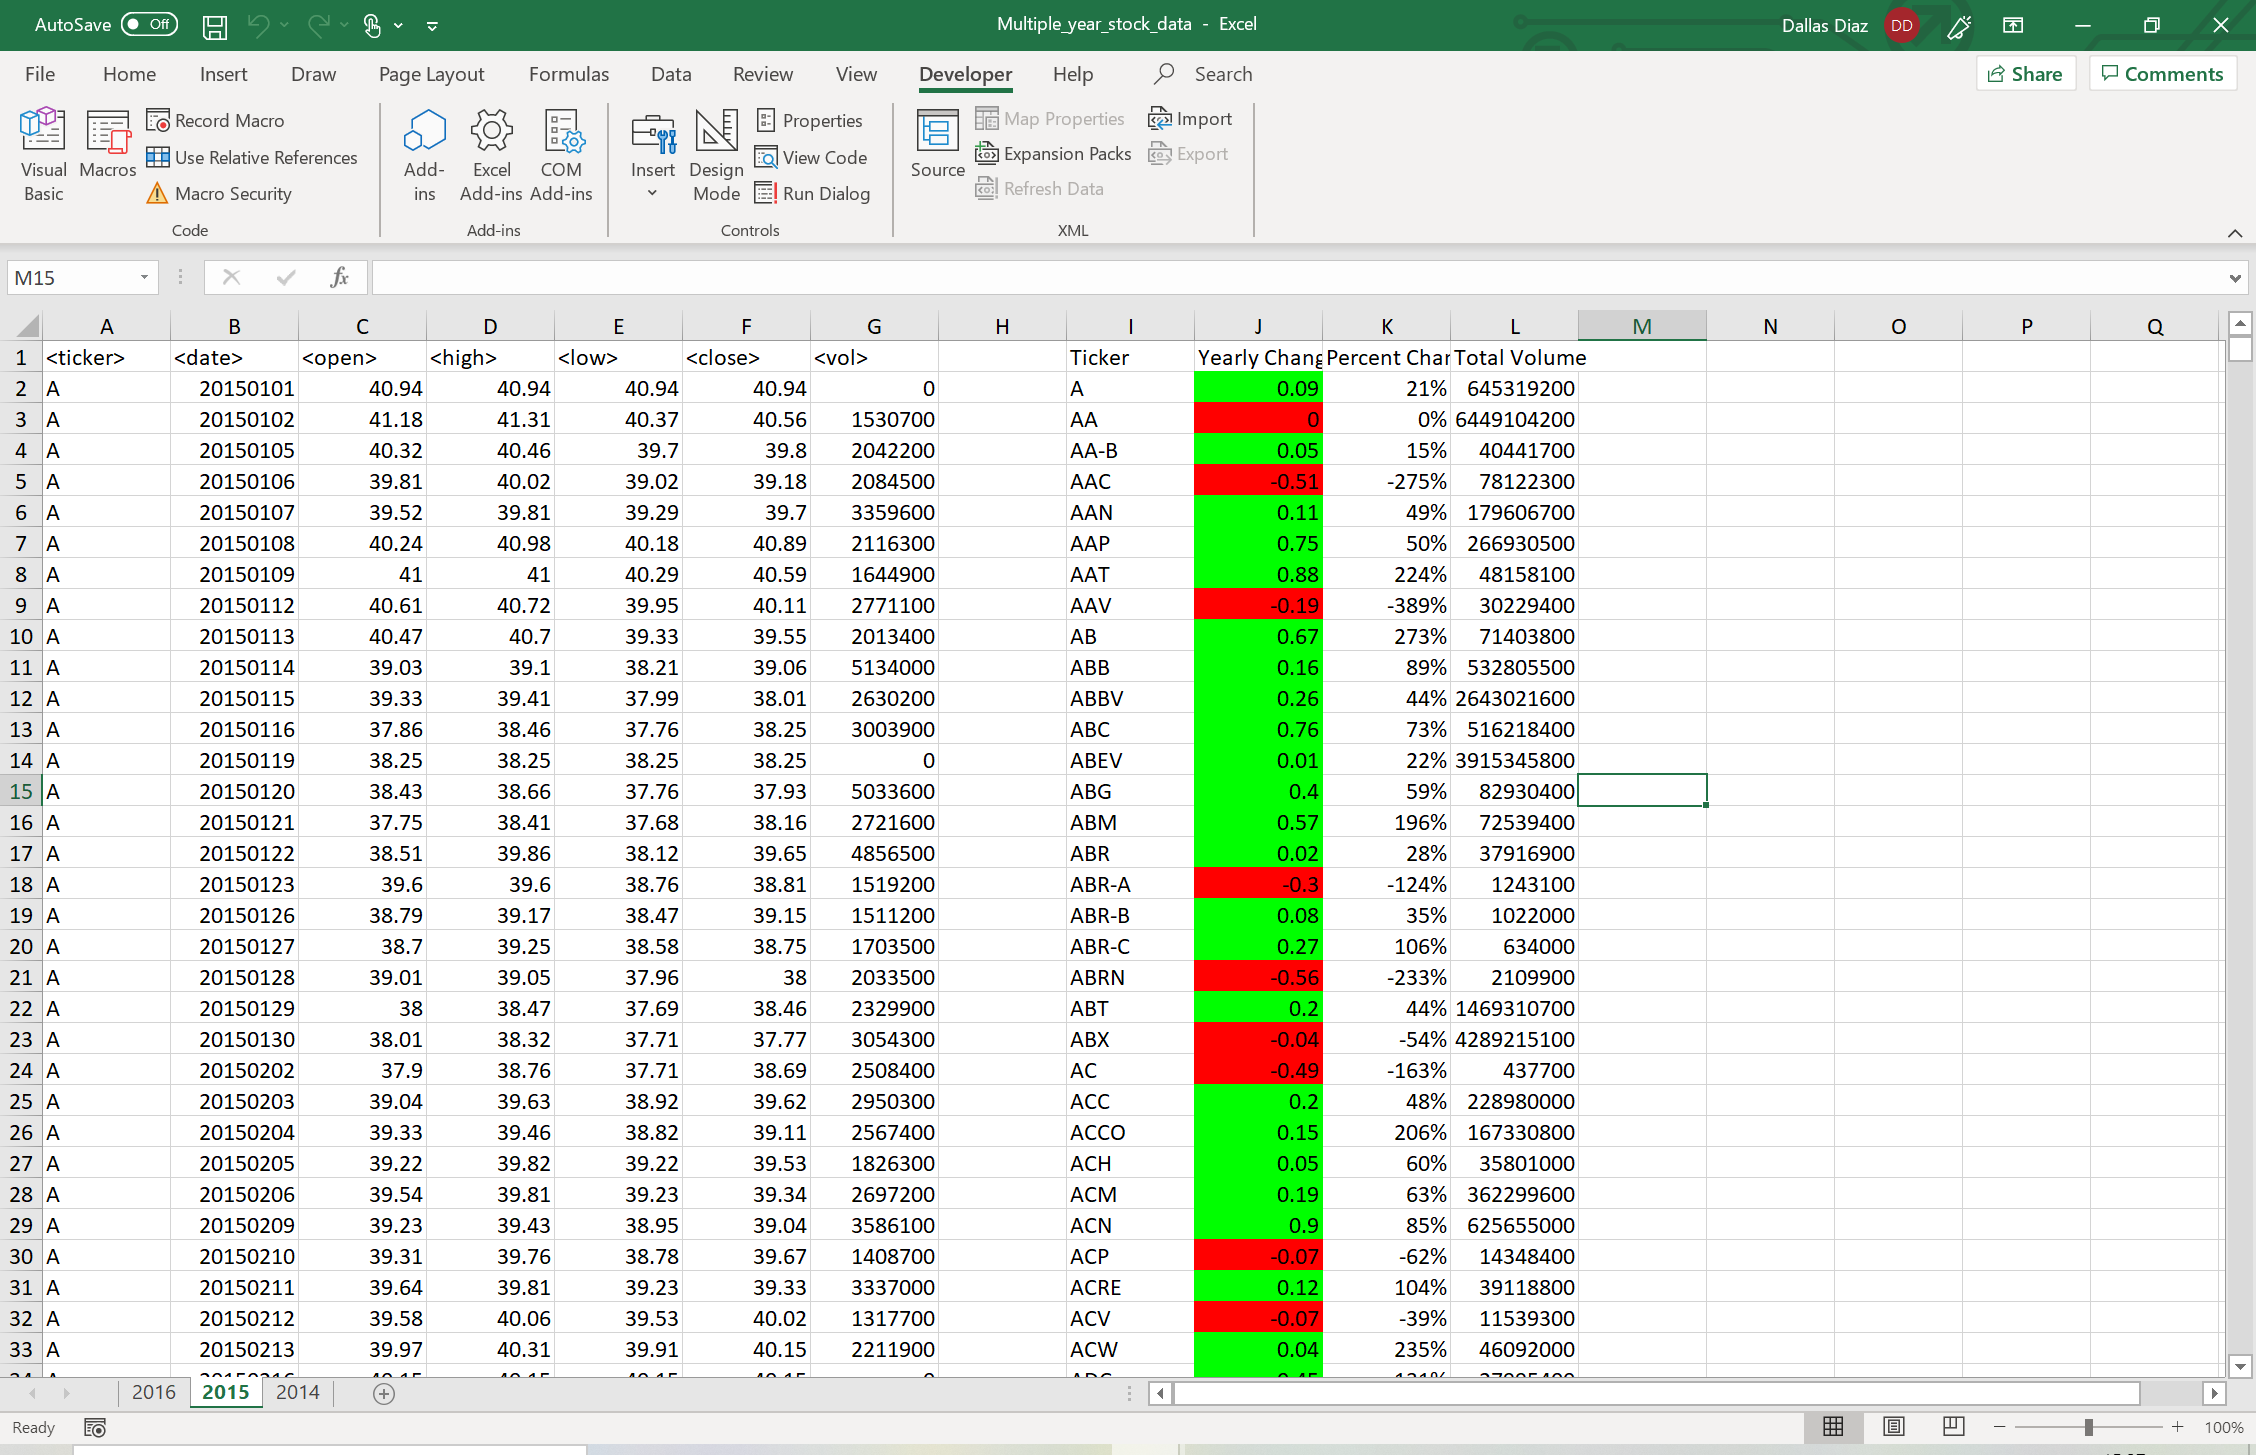 AutoSave Off Multiple_year_stock_data - Excel Dallas Diaz DD
File Home Insert Draw Page Layout Formulas Data Review View Developer Help Search Share Comments
Visual Basic
Macros
Record Macro
Use Relative References
Macro Security
Code
Add-ins
Excel Add-ins
COM Add-ins
Add-ins
Insert
Design Mode
Properties
View Code
Run Dialog
Controls
Source
Map Properties
Expansion Packs
Refresh Data
Import
Export
XML
M15 fx
A B C D E F G H I J K L M N O P Q
1 <ticker> <date> <open> <high> <low> <close> <vol> Ticker Yearly Chang Percent Char Total Volume
2 A 20150101 40.94 40.94 40.94 40.94 0 A 0.09 21% 645319200
3 A 20150102 41.18 41.31 40.37 40.56 1530700 AA 0 0% 6449104200
4 A 20150105 40.32 40.46 39.7 39.8 2042200 AA-B 0.05 15% 40441700
5 A 20150106 39.81 40.02 39.02 39.18 2084500 AAC -0.51 -275% 78122300
6 A 20150107 39.52 39.81 39.29 39.7 3359600 AAN 0.11 49% 179606700
7 A 20150108 40.24 40.98 40.18 40.89 2116300 AAP 0.75 50% 266930500
8 A 20150109 41 41 40.29 40.59 1644900 AAT 0.88 224% 48158100
9 A 20150112 40.61 40.72 39.95 40.11 2771100 AAV -0.19 -389% 30229400
10 A 20150113 40.47 40.7 39.33 39.55 2013400 AB 0.67 273% 71403800
11 A 20150114 39.03 39.1 38.21 39.06 5134000 ABB 0.16 89% 532805500
12 A 20150115 39.33 39.41 37.99 38.01 2630200 ABBV 0.26 44% 2643021600
13 A 20150116 37.86 38.46 37.76 38.25 3003900 ABC 0.76 73% 516218400
14 A 20150119 38.25 38.25 38.25 38.25 0 ABEV 0.01 22% 3915345800
15 A 20150120 38.43 38.66 37.76 37.93 5033600 ABG 0.4 59% 82930400
16 A 20150121 37.75 38.41 37.68 38.16 2721600 ABM 0.57 196% 72539400
17 A 20150122 38.51 39.86 38.12 39.65 4856500 ABR 0.02 28% 37916900
18 A 20150123 39.6 39.6 38.76 38.81 1519200 ABR-A -0.3 -124% 1243100
19 A 20150126 38.79 39.17 38.47 39.15 1511200 ABR-B 0.08 35% 1022000
20 A 20150127 38.7 39.25 38.58 38.75 1703500 ABR-C 0.27 106% 634000
21 A 20150128 39.01 39.05 37.96 38 2033500 ABRN -0.56 -233% 2109900
22 A 20150129 38 38.47 37.69 38.46 2329900 ABT 0.2 44% 1469310700
23 A 20150130 38.01 38.32 37.71 37.77 3054300 ABX -0.04 -54% 4289215100
24 A 20150202 37.9 38.76 37.71 38.69 2508400 AC -0.49 -163% 437700
25 A 20150203 39.04 39.63 38.92 39.62 2950300 ACC 0.2 48% 228980000
26 A 20150204 39.33 39.46 38.82 39.11 2567400 ACCO 0.15 206% 167330800
27 A 20150205 39.22 39.82 39.22 39.53 1826300 ACH 0.05 60% 35801000
28 A 20150206 39.54 39.81 39.23 39.34 2697200 ACM 0.19 63% 362299600
29 A 20150209 39.23 39.43 38.95 39.04 3586100 ACN 0.9 85% 625655000
30 A 20150210 39.31 39.76 38.78 39.67 1408700 ACP -0.07 -62% 14348400
31 A 20150211 39.64 39.81 39.23 39.33 3337000 ACRE 0.12 104% 39118800
32 A 20150212 39.58 40.06 39.53 40.02 1317700 ACV -0.07 -39% 11539300
33 A 20150213 39.97 40.31 39.91 40.15 2211900 ACW 0.04 235% 46092000
2016 2015 2014
Ready 100%